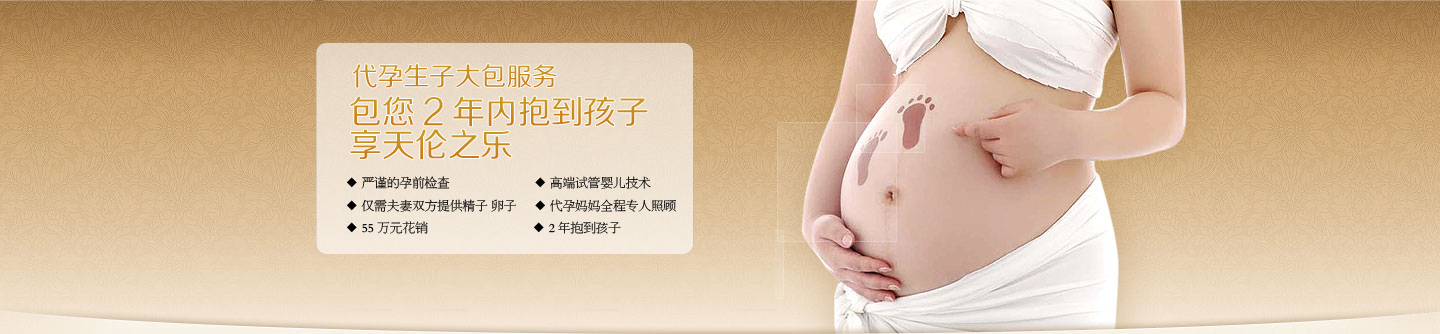 代孕生子大包服务
包您 2 年内抱到孩子
享天伦之乐
◆ 严谨的孕前检查
◆ 高端试管婴儿技术
◆ 仅需夫妻双方提供精子 卵子
◆ 代孕妈妈全程专人照顾
◆ 55 万元花销
◆ 2 年抱到孩子